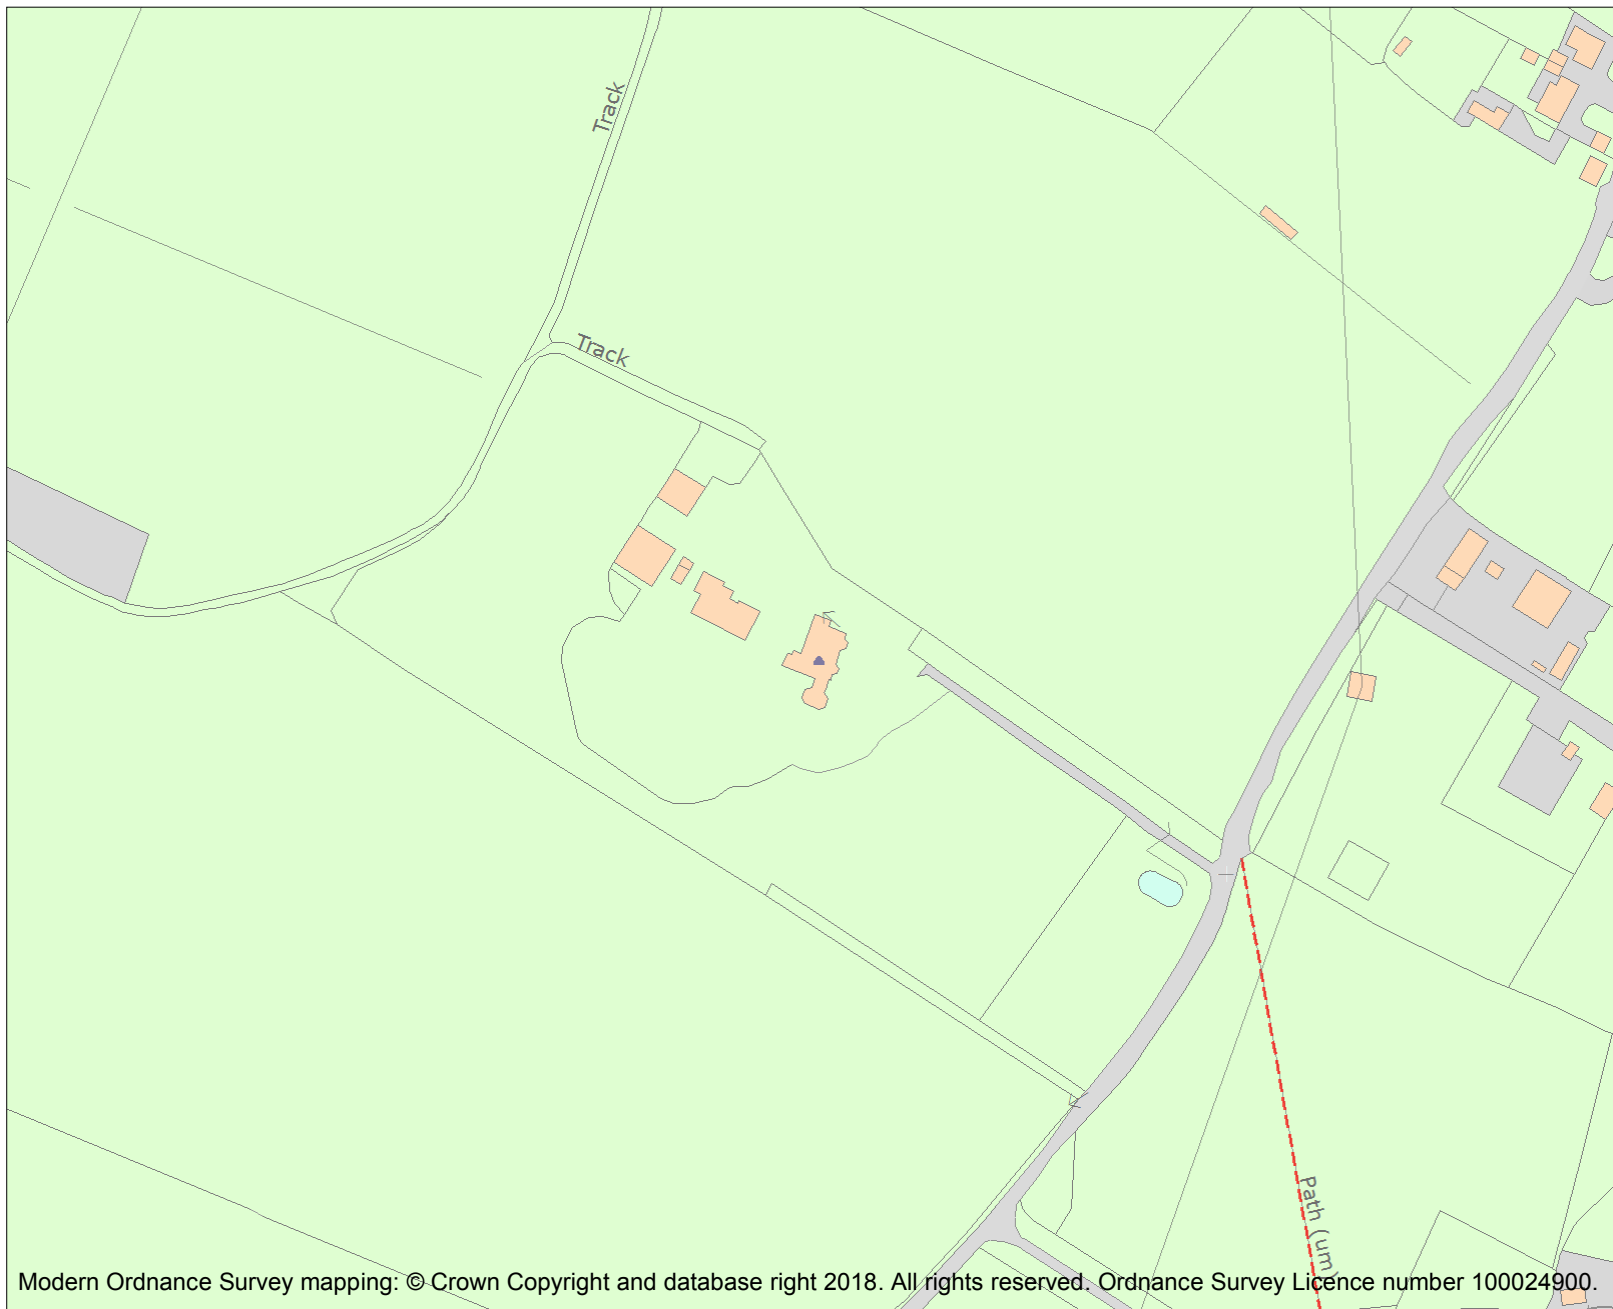 Track
Track
Path (um)
Modern Ordnance Survey mapping: © Crown Copyright and database right 2018. All rights reserved. Ordnance Survey Licence number 100024900.